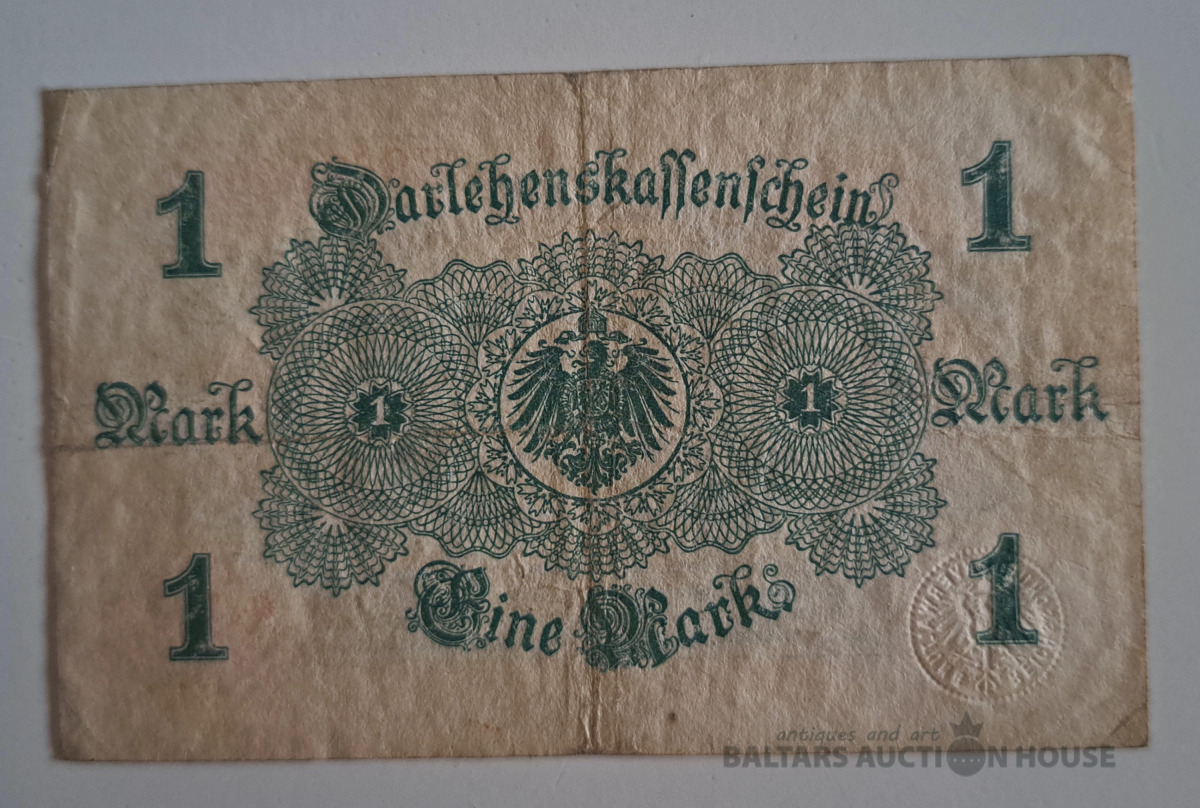 1
Darlehenskassenschein
1
Mark
1
1
Mark
1
Eine Mark
1
antiques and art
BALTARS AUCTION HOUSE